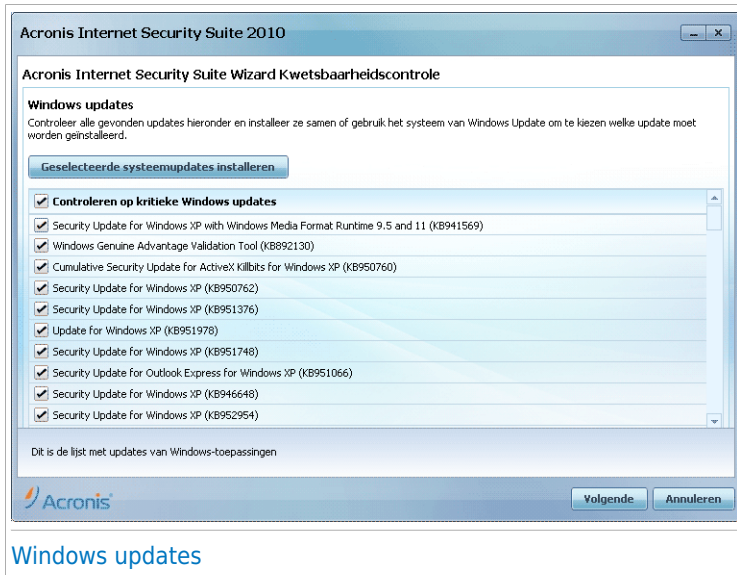 Acronis Internet Security Suite 2010
Acronis Internet Security Suite Wizard Kwetsbaarheidscontrole
Windows updates
Controleer alle gevonden updates hieronder en installeer ze samen of gebruik het systeem van Windows Update om te kiezen welke update moet
worden geïnstalleerd.
Geselecteerde systeemupdates installeren
Controleren op kritieke Windows updates
Security Update for Windows XP with Windows Media Format Runtime 9.5 and 11 (KB941569)
Windows Genuine Advantage Validation Tool (KB892130)
Cumulative Security Update for ActiveX Killbits for Windows XP (KB950760)
Security Update for Windows XP (KB950762)
Security Update for Windows XP (KB951376)
Update for Windows XP (KB951978)
Security Update for Windows XP (KB951748)
Security Update for Outlook Express for Windows XP (KB951066)
Security Update for Windows XP (KB946648)
Security Update for Windows XP (KB952954)
Dit is de lijst met updates van Windows-toepassingen
Acronis
Volgende
Annuleren
Windows updates